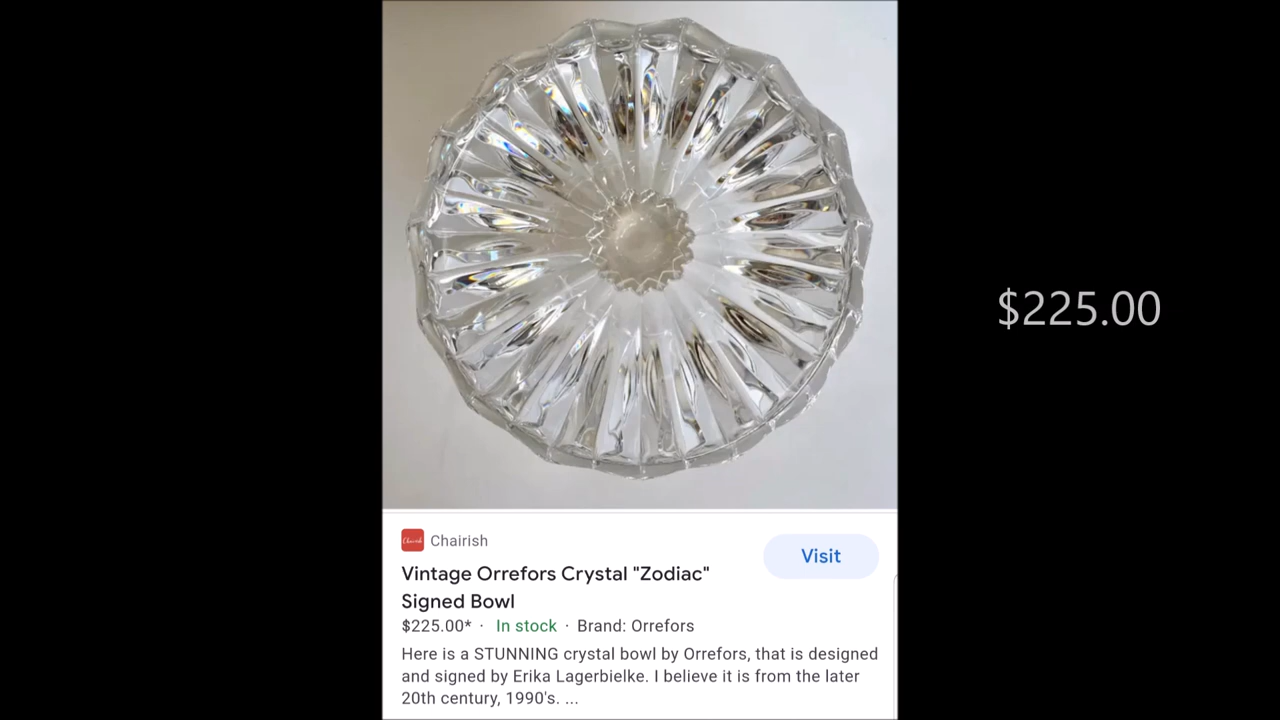 $225.00
Chairish
Visit
Vintage Orrefors Crystal "Zodiac"
Signed Bowl
$225.00* · In stock · Brand: Orrefors
Here is a STUNNING crystal bowl by Orrefors, that is designed
and signed by Erika Lagerbielke. I believe it is from the later
20th century, 1990's. ...